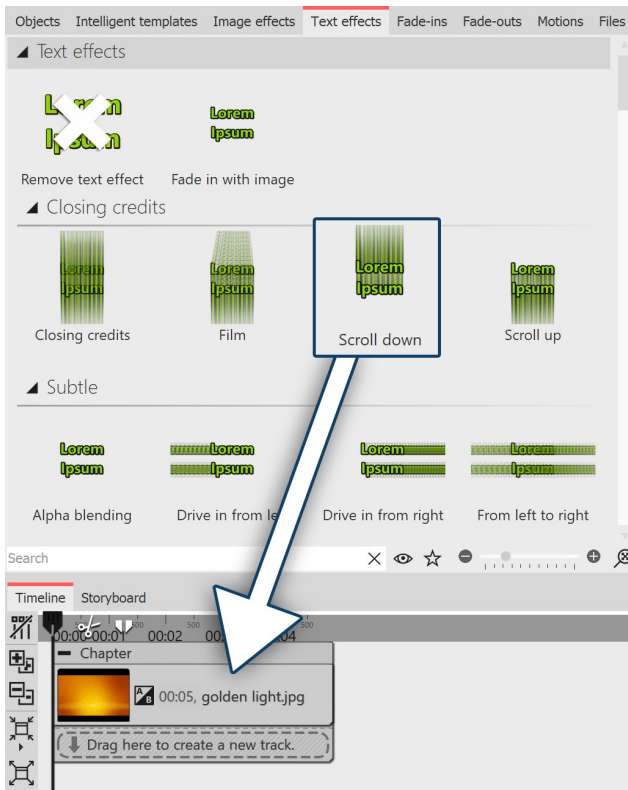 Objects Intelligent templates Image effects Text effects Fade-ins Fade-outs Motions Files
Text effects
Lorem Ipsum
Lorem Ipsum
Remove text effect Fade in with image
Closing credits
Lorem Ipsum
Lorem Ipsum
Lorem Ipsum
Lorem Ipsum
Closing credits Film Scroll down Scroll up
Subtle
Lorem Ipsum
Lorem Ipsum
Lorem Ipsum
Lorem Ipsum
Alpha blending Drive in from Drive in from right From left to right
Search
Timeline Storyboard
500 500 500
00:00 00:01 00:02 04
Chapter
A B 00:05, golden light.jpg
Drag here to create a new track.